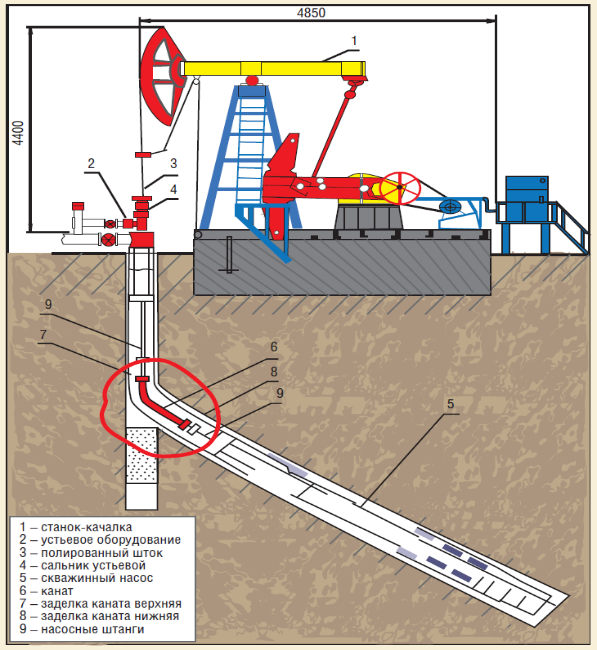 4850
4400
1
2
3
4
9
7
6
8
9
5
1 – станок-качалка
2 – устьевое оборудование
3 – полированный шток
4 – сальник устьевой
5 – скважинный насос
6 – канат
7 – заделка каната верхняя
8 – заделка каната нижняя
9 – насосные штанги